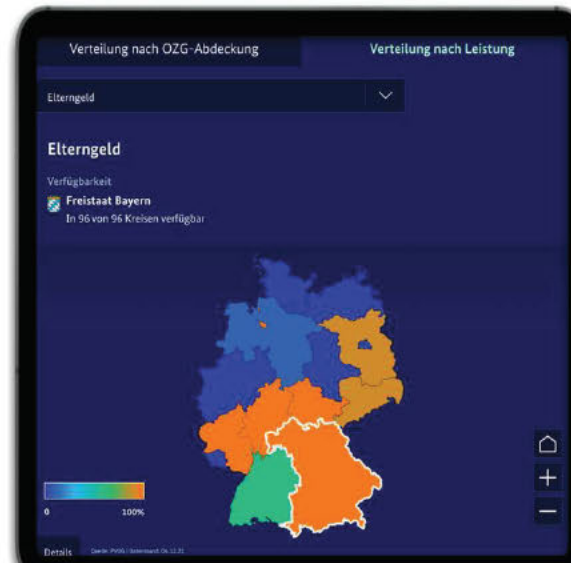 Verteilung nach OZG-Abdeckung
Verteilung nach Leistung
Elterngeld
Elterngeld
Verfügbarkeit
Freistaat Bayern
In 96 von 96 Kreisen verfügbar
0
100%
Details